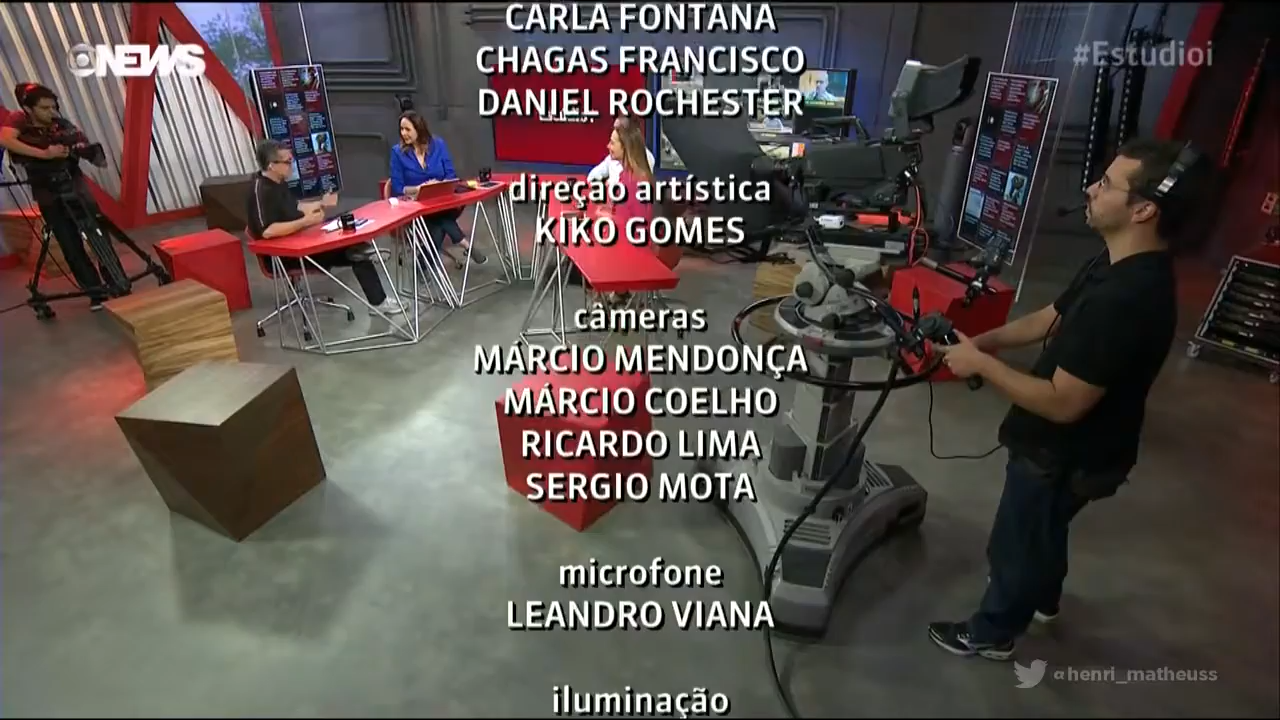 CARLA FONTANA
NEWS
#Estudioi
CHAGAS FRANCISCO
DANIEL ROCHESTER
direção artística
KIKO GOMES
câmeras
MÁRCIO MENDONÇA
MÁRCIO COELHO
RICARDO LIMA
SERGIO MOTA
microfone
LEANDRO VIANA
@henri_matheuss
iluminação